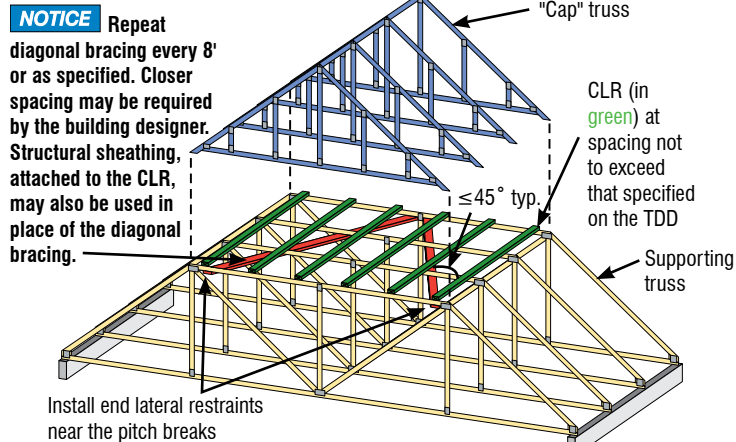 NOTICE Repeat
diagonal bracing every 8'
or as specified. Closer
spacing may be required
by the building designer.
Structural sheathing,
attached to the CLR,
may also be used in
place of the diagonal
bracing.
"Cap" truss
CLR (in
green) at
spacing not
to exceed
that specified
on the TDD
≤45° typ.
Supporting
truss
Install end lateral restraints
near the pitch breaks